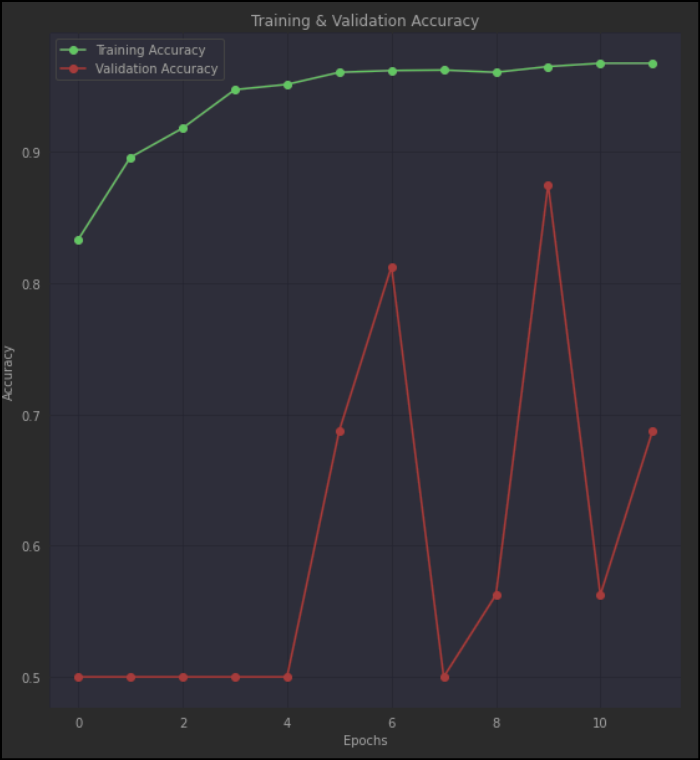 Training & Validation Accuracy
Training Accuracy
Validation Accuracy
0.9
0.8
0.7
0.6
0.5
Accuracy
0 2 4 6 8 10
Epochs